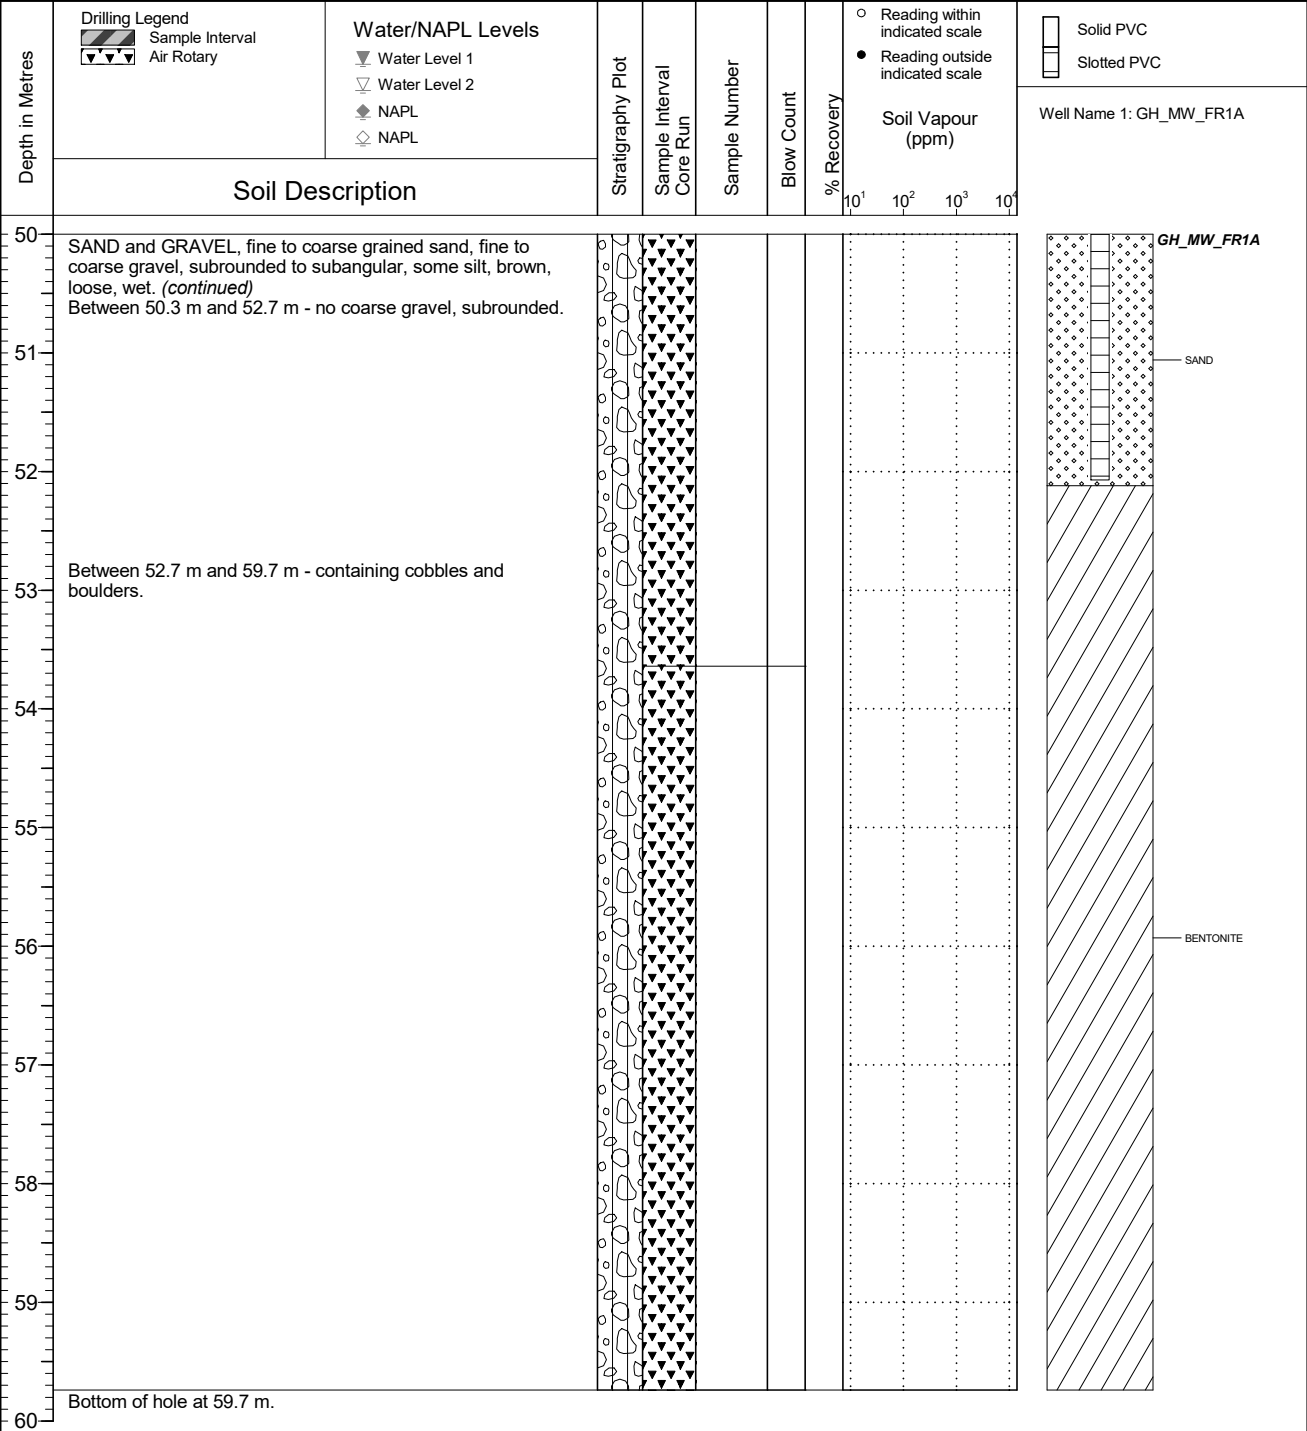 Depth in Metres
Drilling Legend
Sample Interval
Air Rotary
Water/NAPL Levels
Water Level 1
Water Level 2
NAPL
NAPL
Soil Description
Stratigraphy Plot
Sample Interval
Core Run
Sample Number
Blow Count
% Recovery
Reading within
indicated scale
Reading outside
indicated scale
Soil Vapour
(ppm)
10¹ 10² 10³ 10⁴
Solid PVC
Slotted PVC
Well Name 1: GH_MW_FR1A
50
SAND and GRAVEL, fine to coarse grained sand, fine to
coarse gravel, subrounded to subangular, some silt, brown,
loose, wet. (continued)
Between 50.3 m and 52.7 m - no coarse gravel, subrounded.
GH_MW_FR1A
51
SAND
52
Between 52.7 m and 59.7 m - containing cobbles and
boulders.
53
54
55
56
BENTONITE
57
58
59
Bottom of hole at 59.7 m.
60